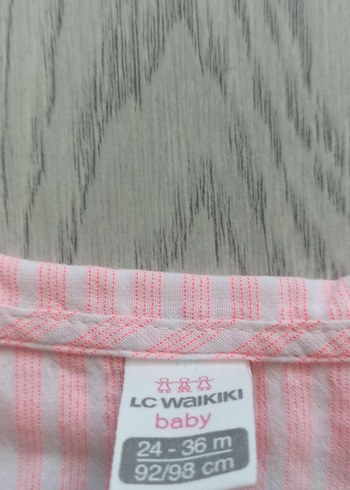 LC WAIKIKI
baby
24 - 36 m
92/98 cm